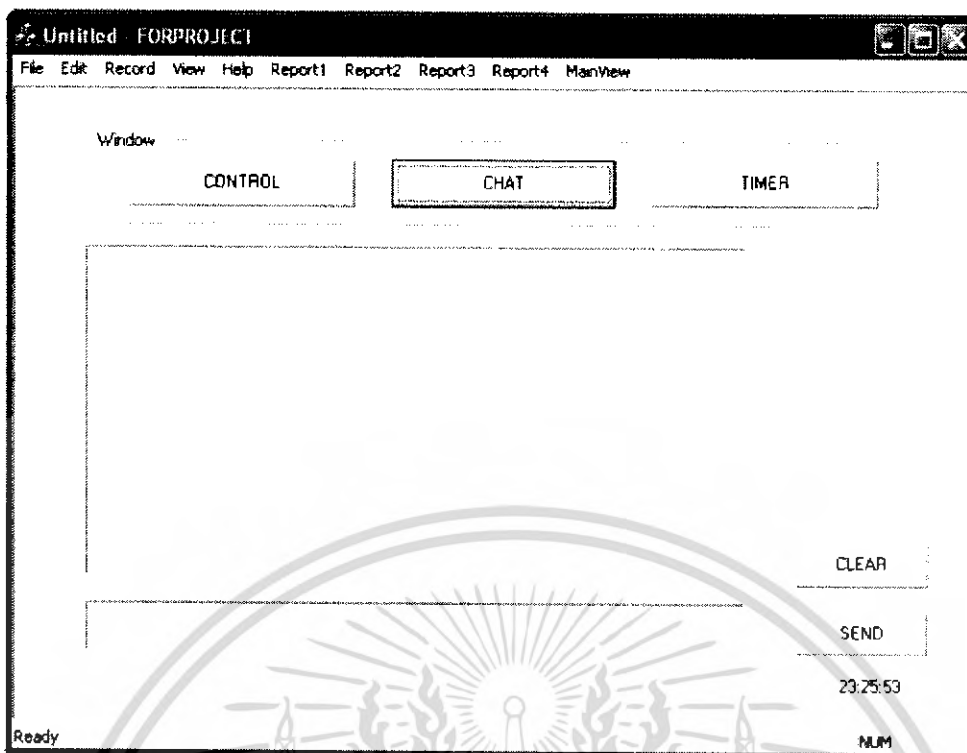 Untitled - FORPROJECT
File Edit Record View Help Report1 Report2 Report3 Report4 MainView
Window
CONTROL CHAT TIMER
CLEAR
SEND
23:25:53
Ready NUM